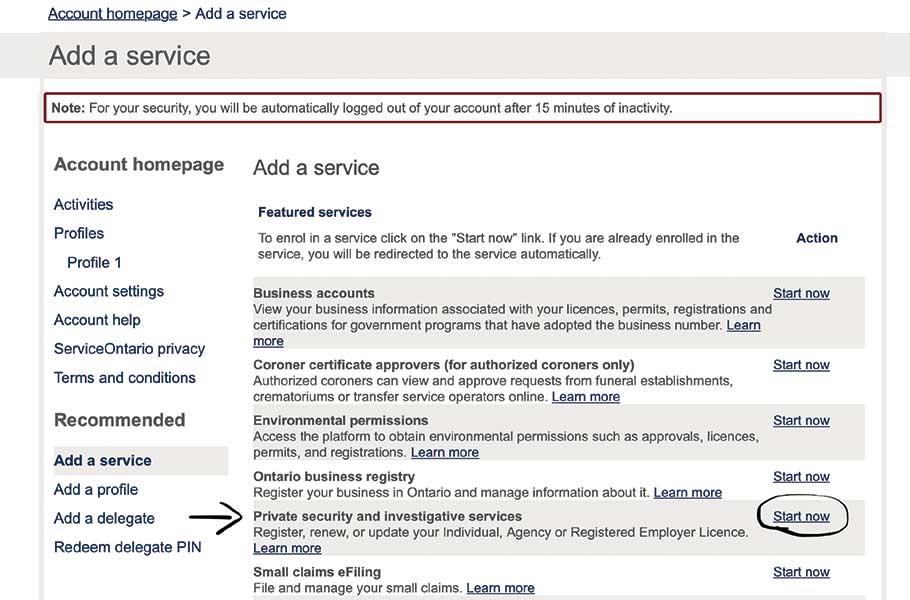 Account homepage > Add a service
Add a service
Note: For your security, you will be automatically logged out of your account after 15 minutes of inactivity.
Account homepage
Activities
Profiles
Profile 1
Account settings
Account help
ServiceOntario privacy
Terms and conditions
Recommended
Add a service
Add a profile
Add a delegate
Redeem delegate PIN
Add a service
Featured services
To enrol in a service click on the "Start now" link. If you are already enrolled in the
service, you will be redirected to the service automatically.
Action
Business accounts
Start now
View your business information associated with your licences, permits, registrations and
certifications for government programs that have adopted the business number. Learn
more
Coroner certificate approvers (for authorized coroners only)
Start now
Authorized coroners can view and approve requests from funeral establishments,
crematoriums or transfer service operators online. Learn more
Environmental permissions
Start now
Access the platform to obtain environmental permissions such as approvals, licences,
permits, and registrations. Learn more
Ontario business registry
Start now
Register your business in Ontario and manage information about it. Learn more
Private security and investigative services
Start now
Register, renew, or update your Individual, Agency or Registered Employer Licence.
Learn more
Small claims eFiling
Start now
File and manage your small claims. Learn more